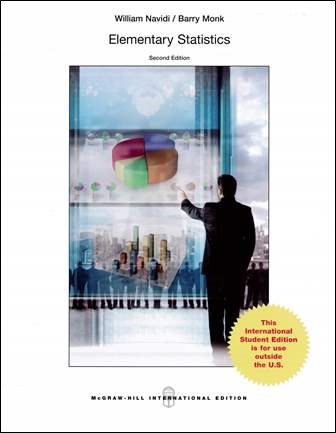 William Navidi / Barry Monk
Elementary Statistics
Second Edition
This
International
Student Edition
is for use
outside
the U.S.
McGRAW-HILL INTERNATIONAL EDITION